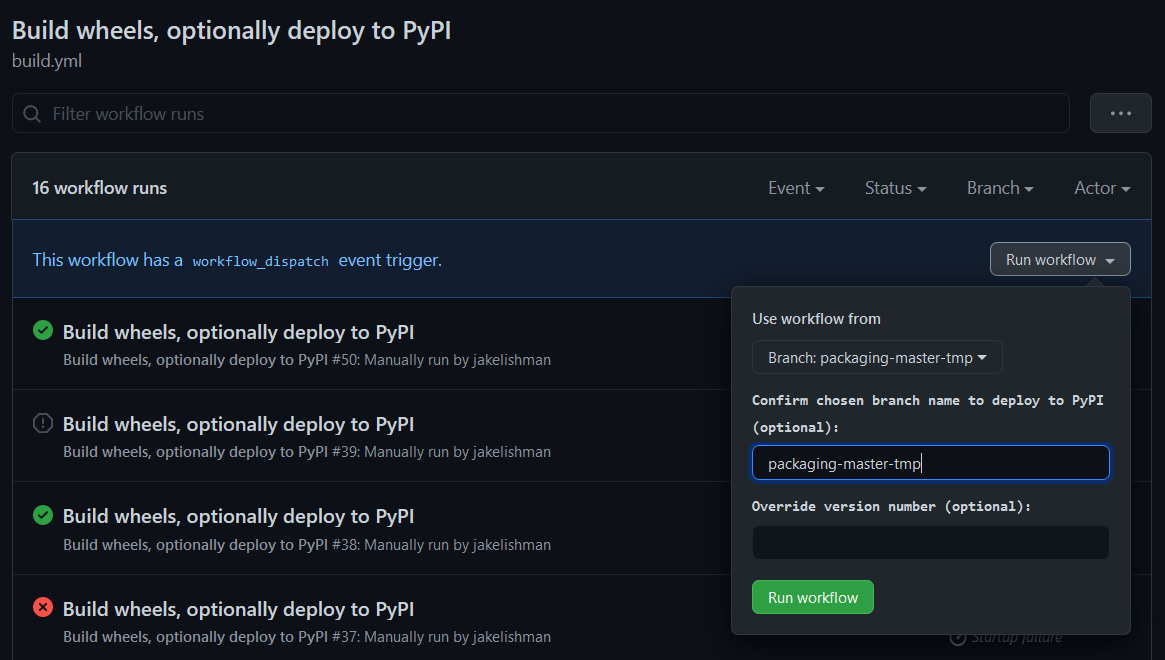 Build wheels, optionally deploy to PyPI
build.yml
Filter workflow runs
16 workflow runs
Event
Status
Branch
Actor
This workflow has a workflow_dispatch event trigger.
Run workflow
Use workflow from
Branch: packaging-master-tmp
Confirm chosen branch name to deploy to PyPI
(optional):
packaging-master-tmp
Override version number (optional):
Run workflow
Build wheels, optionally deploy to PyPI
Build wheels, optionally deploy to PyPI #50: Manually run by jakelishman
Build wheels, optionally deploy to PyPI
Build wheels, optionally deploy to PyPI #39: Manually run by jakelishman
Build wheels, optionally deploy to PyPI
Build wheels, optionally deploy to PyPI #38: Manually run by jakelishman
Build wheels, optionally deploy to PyPI
Build wheels, optionally deploy to PyPI #37: Manually run by jakelishman
Startup failure